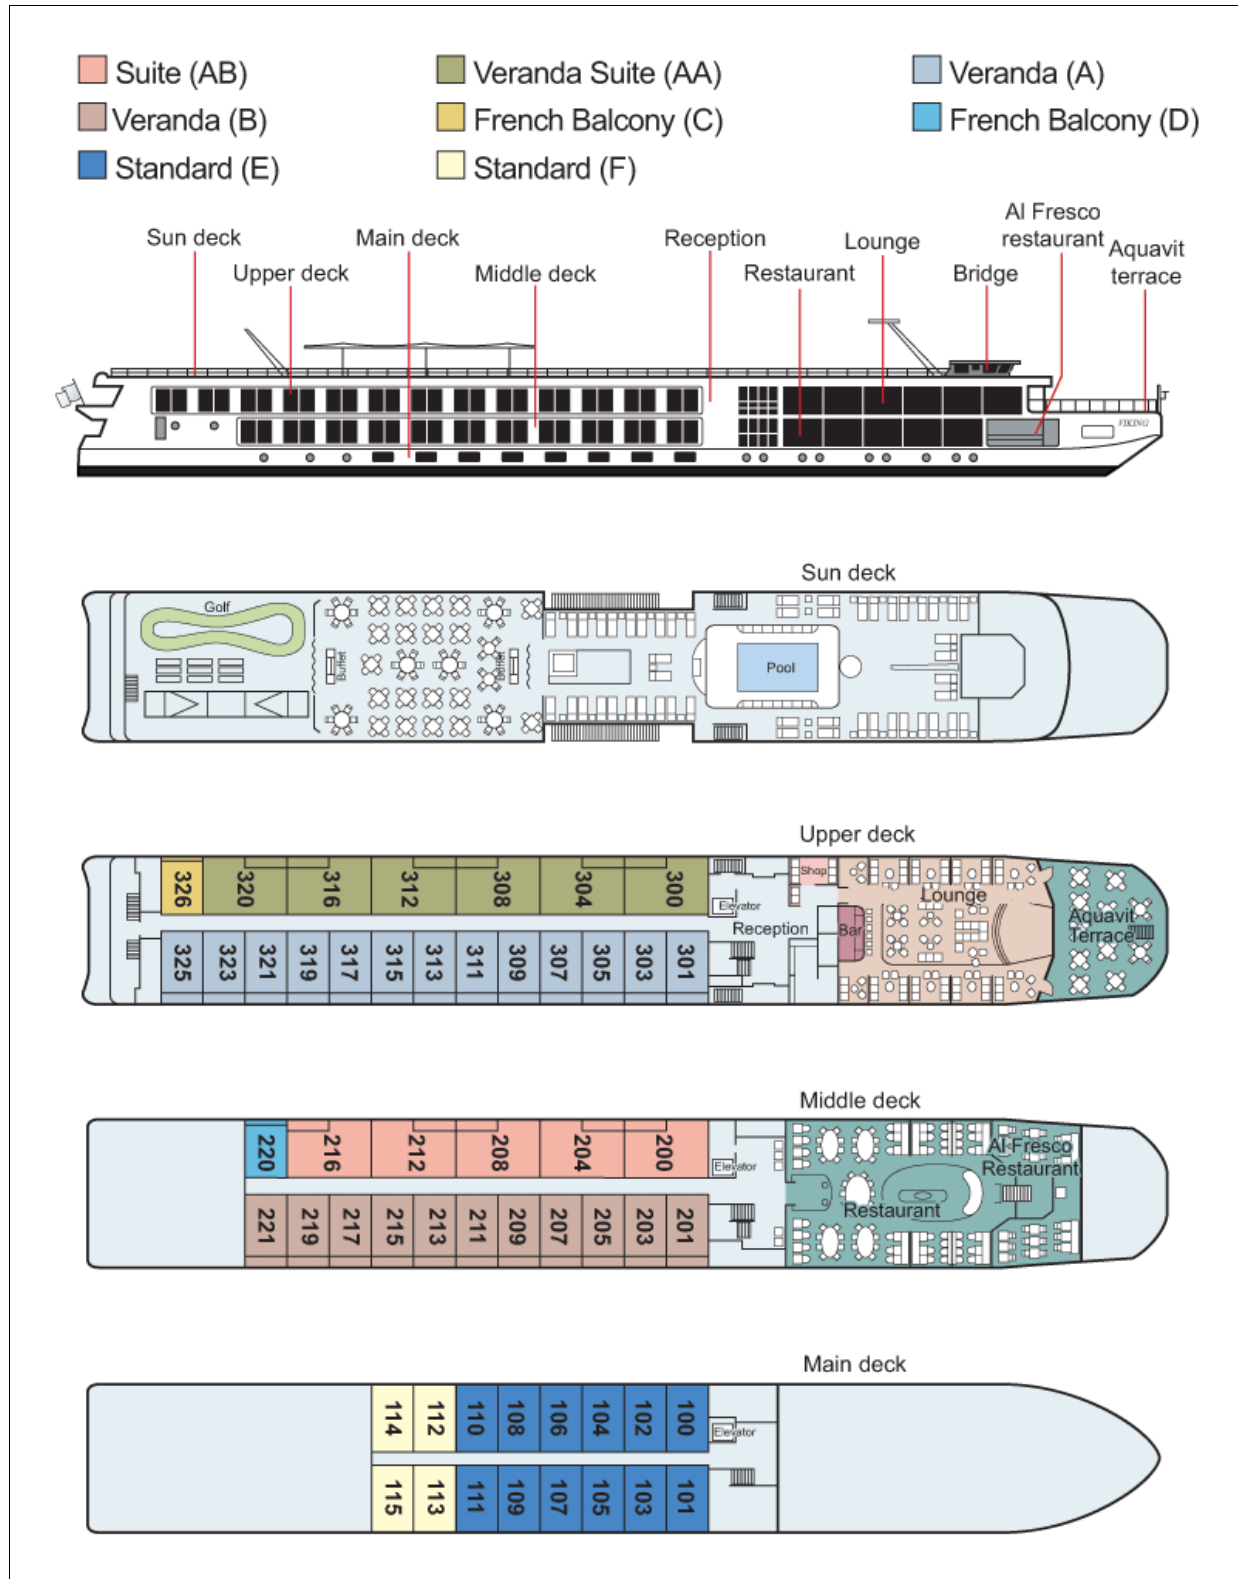 Suite (AB)
Veranda Suite (AA)
Veranda (A)
Veranda (B)
French Balcony (C)
French Balcony (D)
Standard (E)
Standard (F)
Sun deck
Main deck
Reception
Lounge
Al Fresco
restaurant
Upper deck
Middle deck
Restaurant
Bridge
Aquavit
terrace
VIKING
Sun deck
Golf
Buffet
Buffet
Pool
Upper deck
326
320
316
312
308
304
300
Elevator
Reception
Shop
Bar
Lounge
Aquavit
Terrace
325
323
321
319
317
315
313
311
309
307
305
303
301
Middle deck
220
216
212
208
204
200
Elevator
Restaurant
Al Fresco
Restaurant
221
219
217
215
213
211
209
207
205
203
201
Main deck
114
112
110
108
106
104
102
100
Elevator
115
113
111
109
107
105
103
101